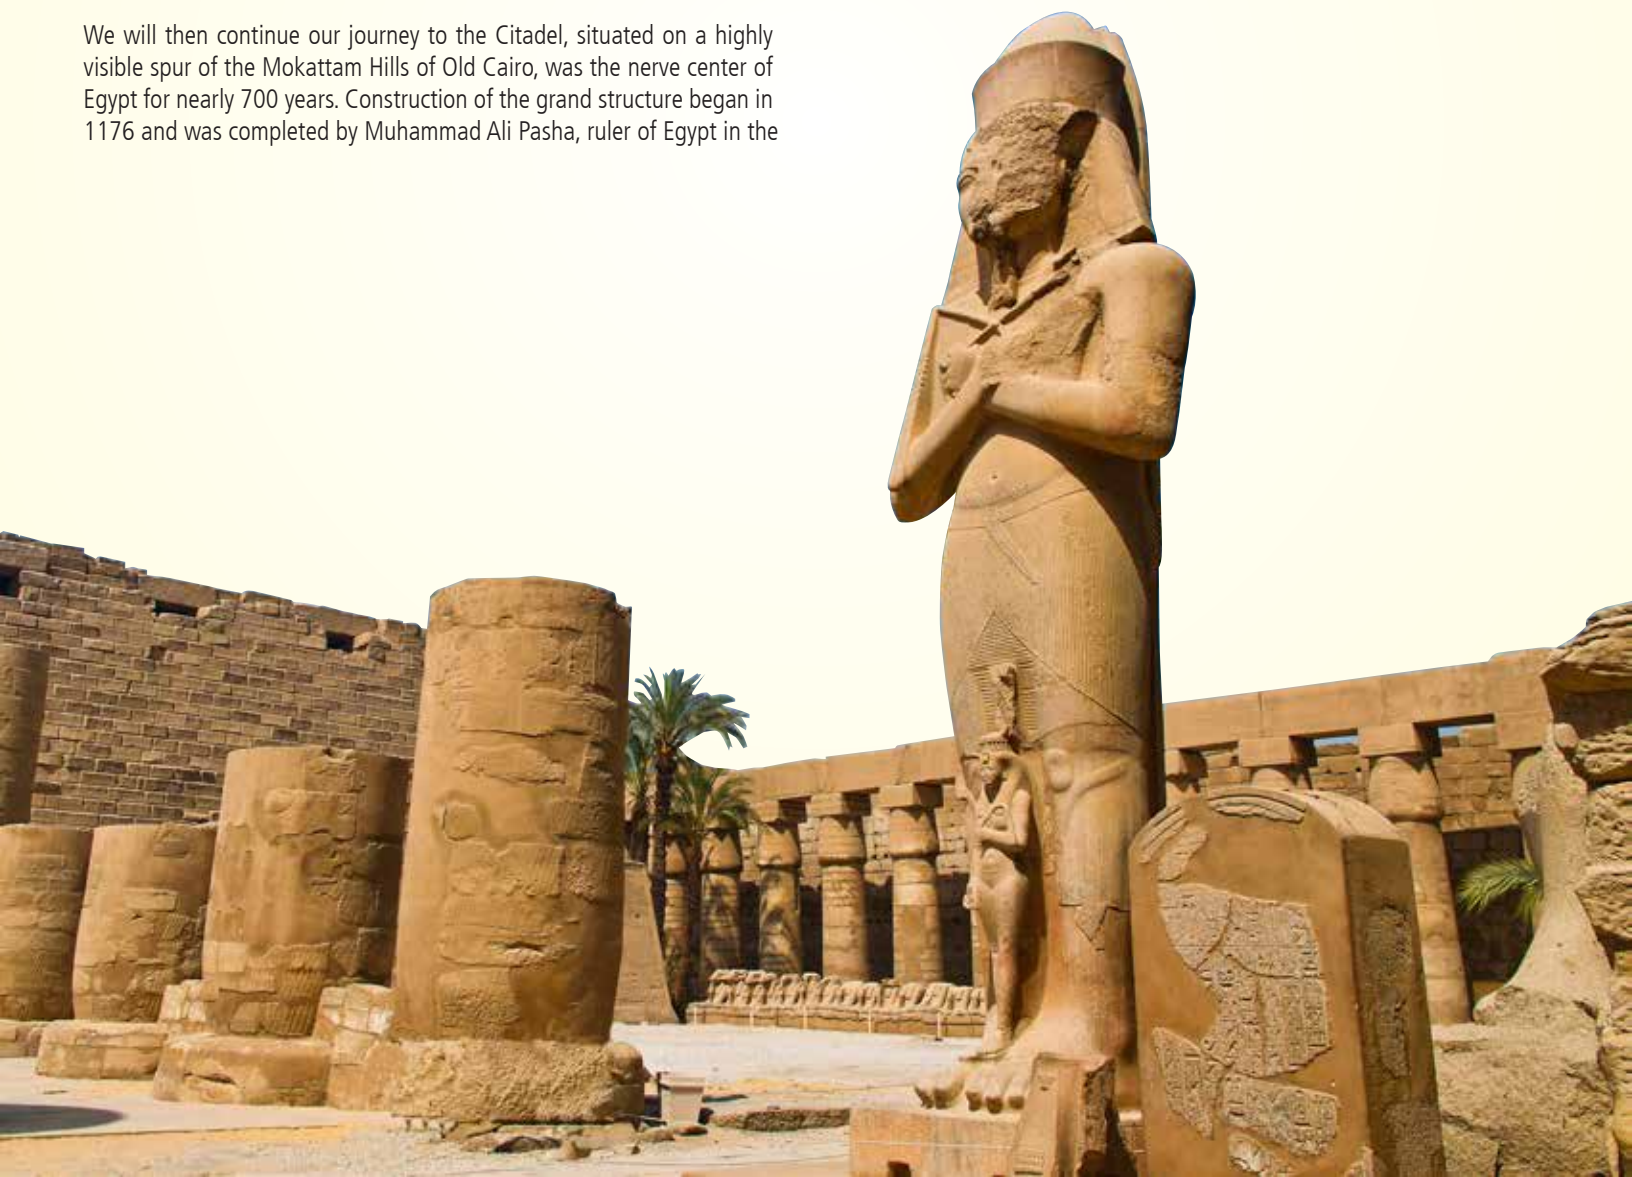 We will then continue our journey to the Citadel, situated on a highly
visible spur of the Mokattam Hills of Old Cairo, was the nerve center of
Egypt for nearly 700 years. Construction of the grand structure began in
1176 and was completed by Muhammad Ali Pasha, ruler of Egypt in the